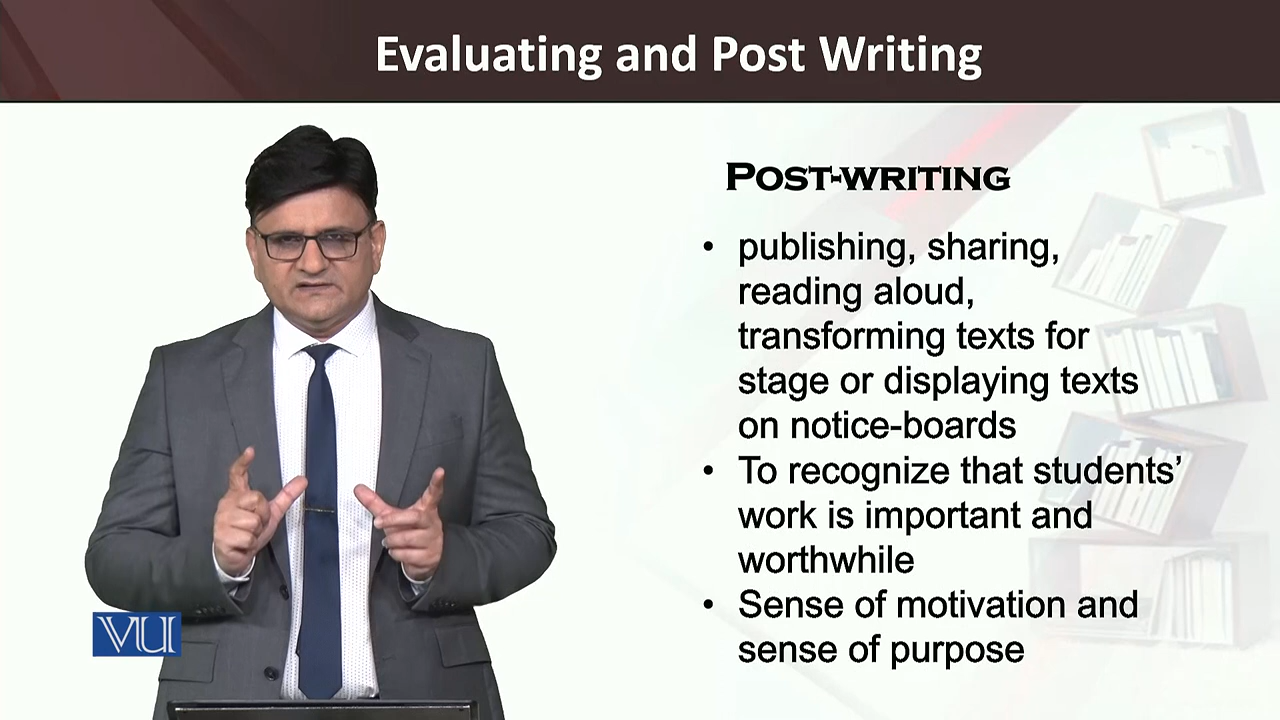 Evaluating and Post Writing
POST-WRITING
• publishing, sharing,
reading aloud,
transforming texts for
stage or displaying texts
on notice-boards
• To recognize that students’
work is important and
worthwhile
• Sense of motivation and
sense of purpose
VU